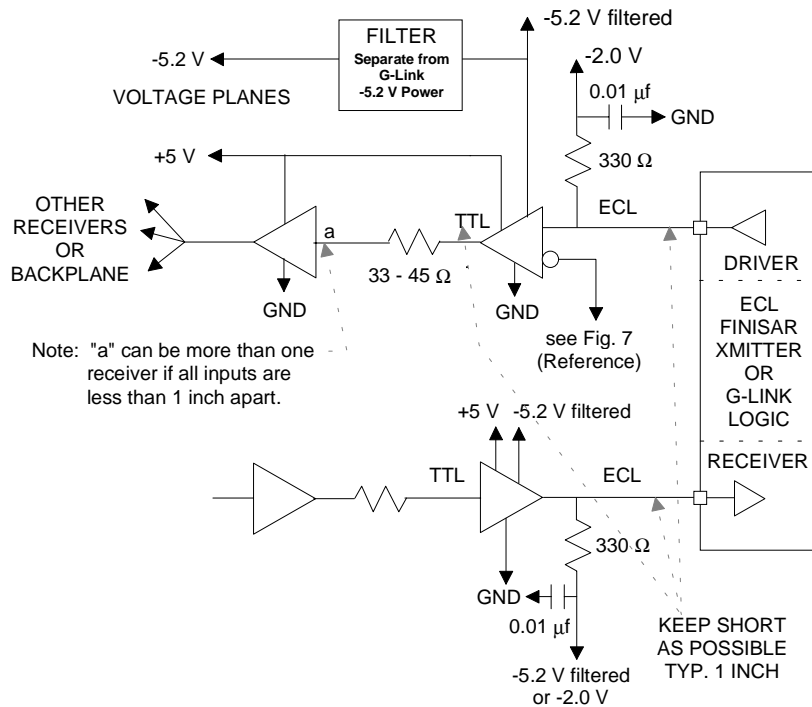 -5.2 V filtered
FILTER
Separate from
G-Link
-5.2 V Power
-5.2 V
VOLTAGE PLANES
-2.0 V
0.01 µf
GND
330 Ω
+5 V
OTHER
RECEIVERS
OR
BACKPLANE
a
TTL
ECL
33 - 45 Ω
GND
GND
DRIVER
see Fig. 7
(Reference)
ECL
FINISAR
XMITTER
OR
G-LINK
LOGIC
Note: "a" can be more than one
receiver if all inputs are
less than 1 inch apart.
+5 V
-5.2 V filtered
RECEIVER
TTL
ECL
330 Ω
GND
0.01 µf
KEEP SHORT
AS POSSIBLE
TYP. 1 INCH
-5.2 V filtered
or -2.0 V